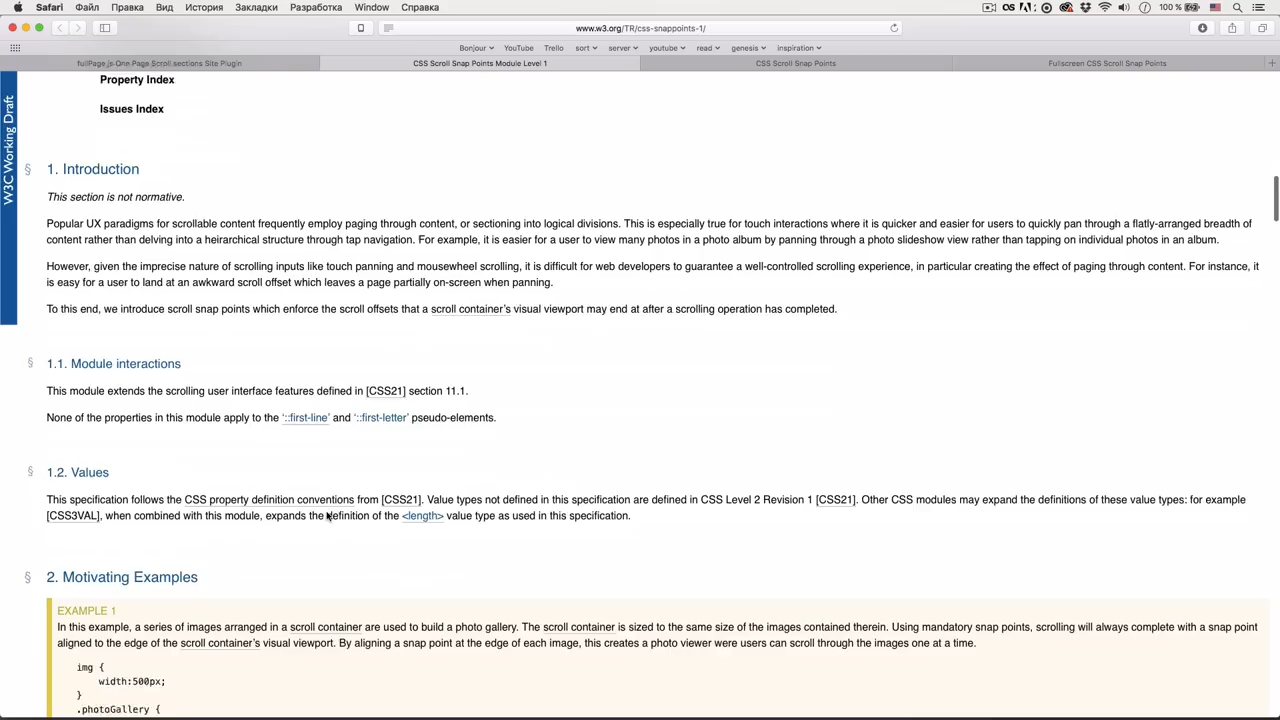 Safari Файл Правка Вид История Закладки Разработка Window Справка 100 %
www.w3.org/TR/css-snappoints-1/
Bonjour YouTube Trello sort server youtube read genesis inspiration
fullPage.js One Page Scroll sections Site Plugin CSS Scroll Snap Points Module Level 1 CSS Scroll Snap Points Fullscreen CSS Scroll Snap Points
W3C Working Draft
Property Index
Issues Index
§ 1. Introduction
This section is not normative.
Popular UX paradigms for scrollable content frequently employ paging through content, or sectioning into logical divisions. This is especially true for touch interactions where it is quicker and easier for users to quickly pan through a flatly-arranged breadth of
content rather than delving into a heirarchical structure through tap navigation. For example, it is easier for a user to view many photos in a photo album by panning through a photo slideshow view rather than tapping on individual photos in an album.
However, given the imprecise nature of scrolling inputs like touch panning and mousewheel scrolling, it is difficult for web developers to guarantee a well-controlled scrolling experience, in particular creating the effect of paging through content. For instance, it
is easy for a user to land at an awkward scroll offset which leaves a page partially on-screen when panning.
To this end, we introduce scroll snap points which enforce the scroll offsets that a scroll container's visual viewport may end at after a scrolling operation has completed.
§ 1.1. Module interactions
This module extends the scrolling user interface features defined in [CSS21] section 11.1.
None of the properties in this module apply to the '::first-line' and '::first-letter' pseudo-elements.
§ 1.2. Values
This specification follows the CSS property definition conventions from [CSS21]. Value types not defined in this specification are defined in CSS Level 2 Revision 1 [CSS21]. Other CSS modules may expand the definitions of these value types: for example
[CSS3VAL], when combined with this module, expands the definition of the <length> value type as used in this specification.
§ 2. Motivating Examples
EXAMPLE 1
In this example, a series of images arranged in a scroll container are used to build a photo gallery. The scroll container is sized to the same size of the images contained therein. Using mandatory snap points, scrolling will always complete with a snap point
aligned to the edge of the scroll container's visual viewport. By aligning a snap point at the edge of each image, this creates a photo viewer were users can scroll through the images one at a time.
img {
width:500px;
}
.photoGallery {